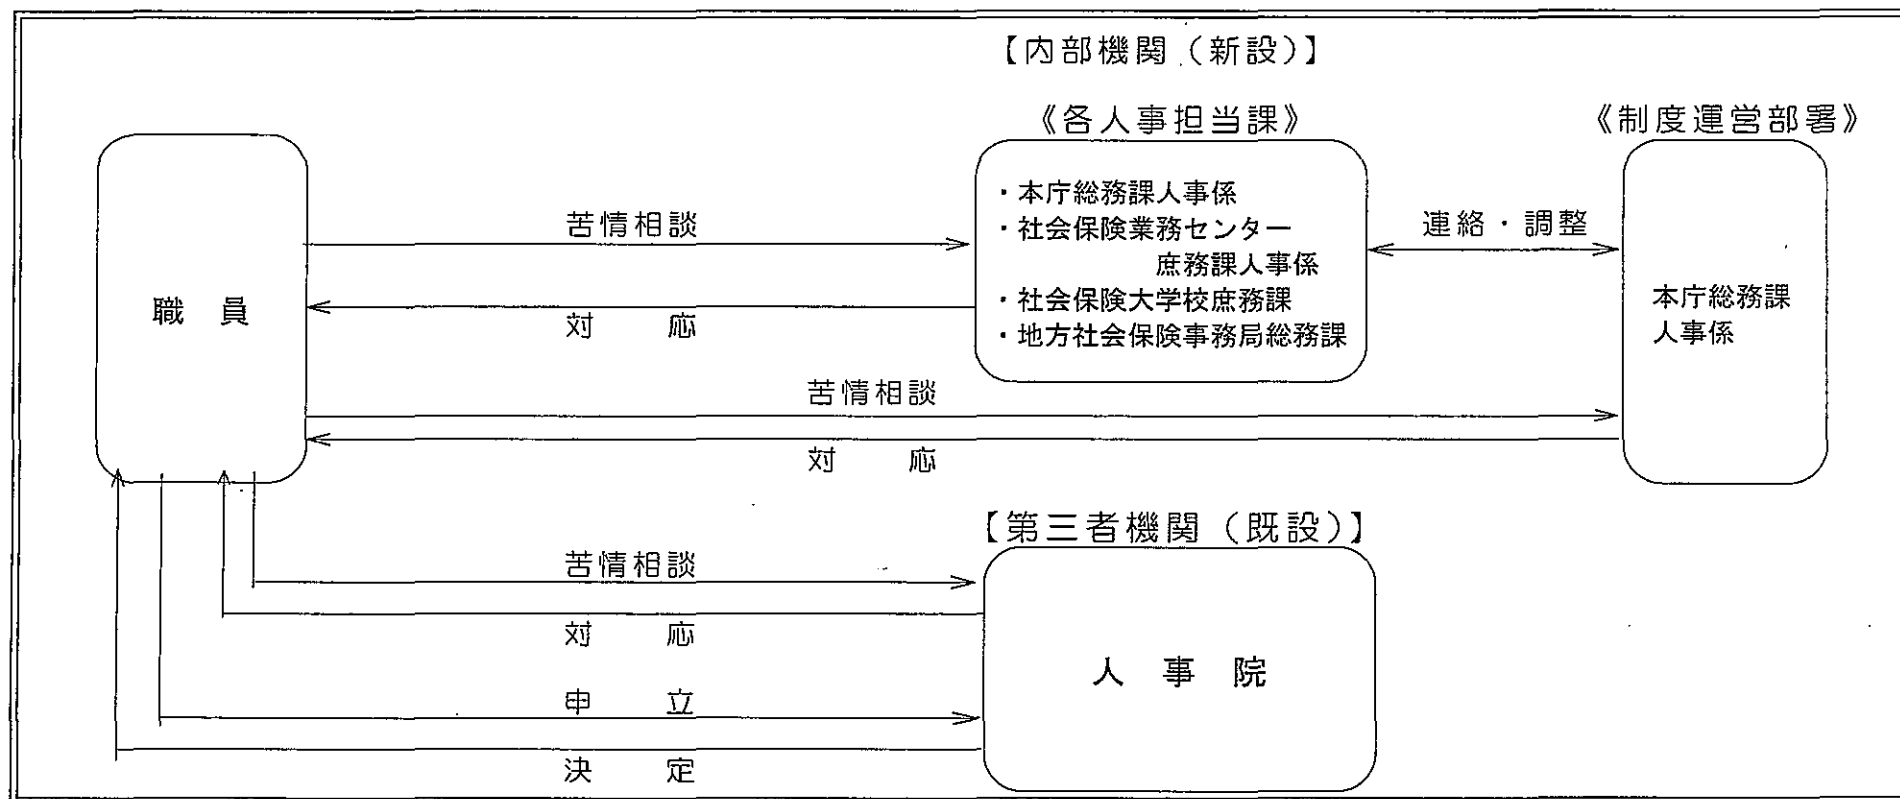 【内部機関（新設）】
《各人事担当課》
《制度運営部署》
職員
苦情相談
対応
・本庁総務課人事係
・社会保険業務センター
庶務課人事係
・社会保険大学校庶務課
・地方社会保険事務局総務課
連絡・調整
本庁総務課
人事係
苦情相談
対応
【第三者機関（既設）】
苦情相談
対応
申立
決定
人事院